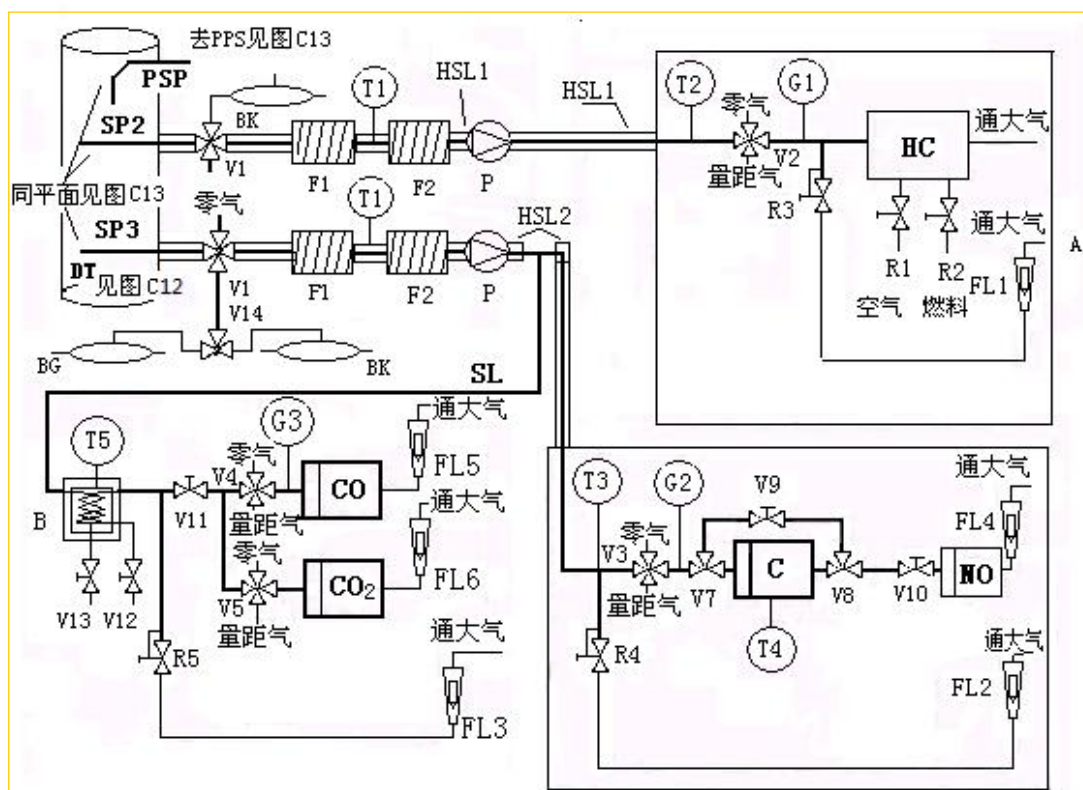 去PPS见图C13
PSP
HSL1
HSL1
T1
T2
零气
G1
BK
SP2
通大气
HC
V1
V2
F1
F2
P
量距气
同平面见图C13
零气
T1
HSL2
R3
通大气
SP3
A
DT
见图C12
R1
R2
FL1
V1
F1
F2
P
空气
燃料
V14
BG
BK
SL
通大气
T5
G3
零气
FL5
通大气
V4
CO
T3
G2
V9
FL4
通大气
B
V11
量距气
零气
零气
V3
C
NO
FL6
CO₂
V5
V7
V8
V10
量距气
量距气
V13
V12
通大气
通大气
R5
R4
T4
FL2
FL3